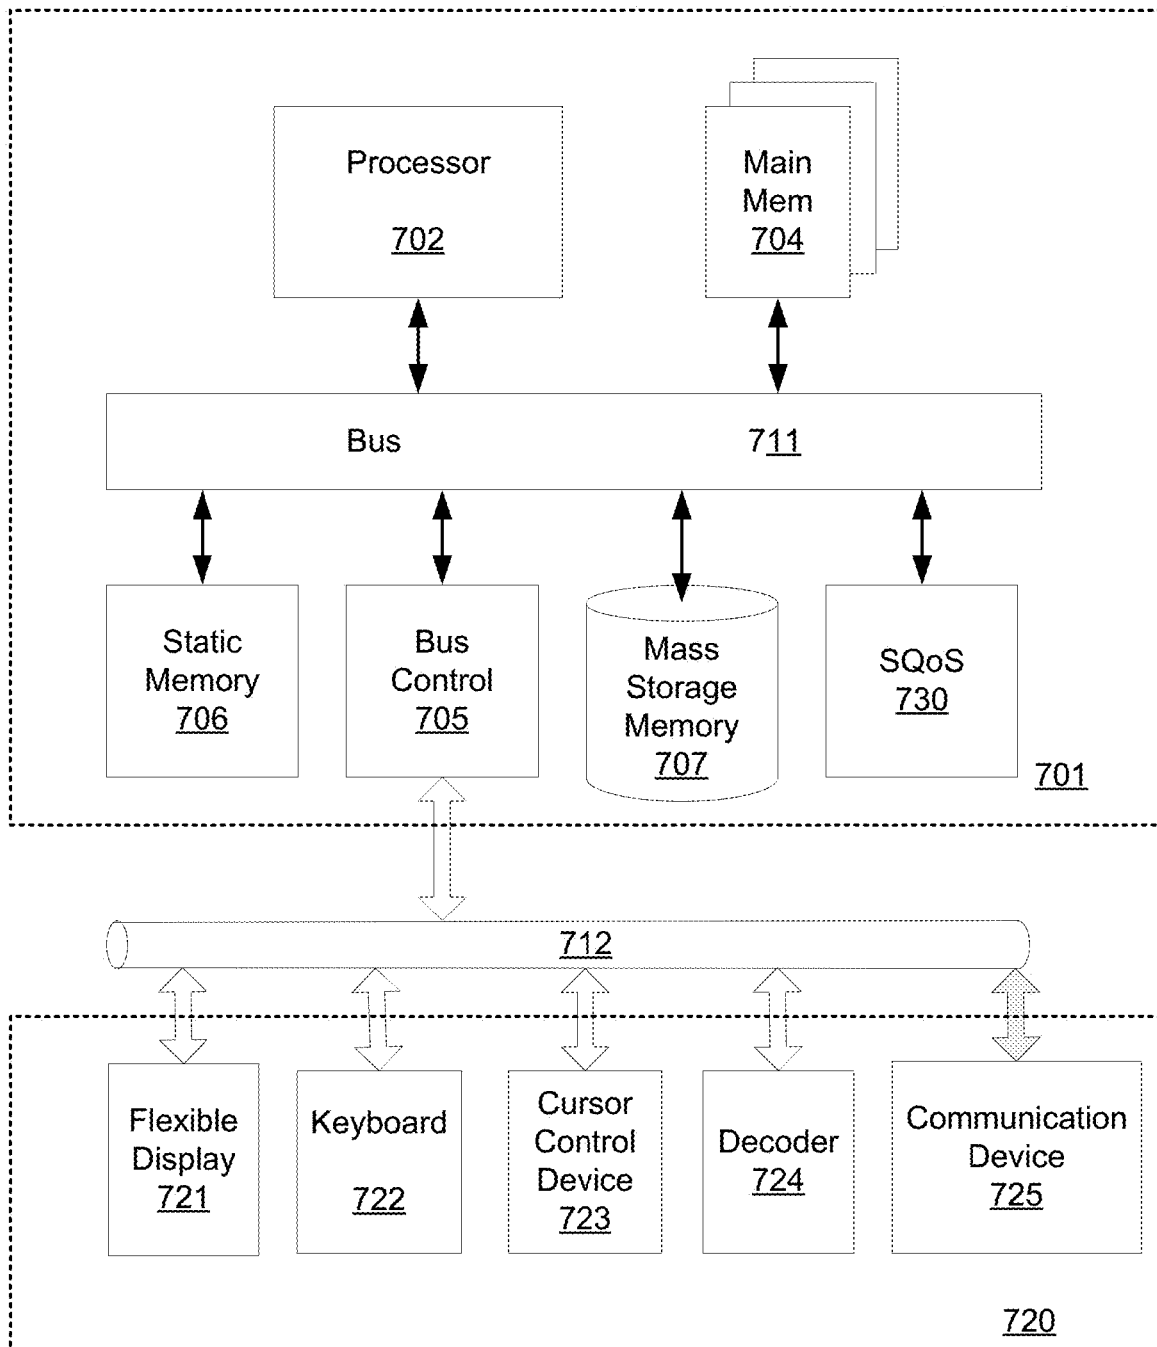 Processor
702
Main
Mem
704
Bus 711
Static
Memory
706
Bus
Control
705
Mass
Storage
Memory
707
SQoS
730
701
712
Flexible
Display
721
Keyboard
722
Cursor
Control
Device
723
Decoder
724
Communication
Device
725
720